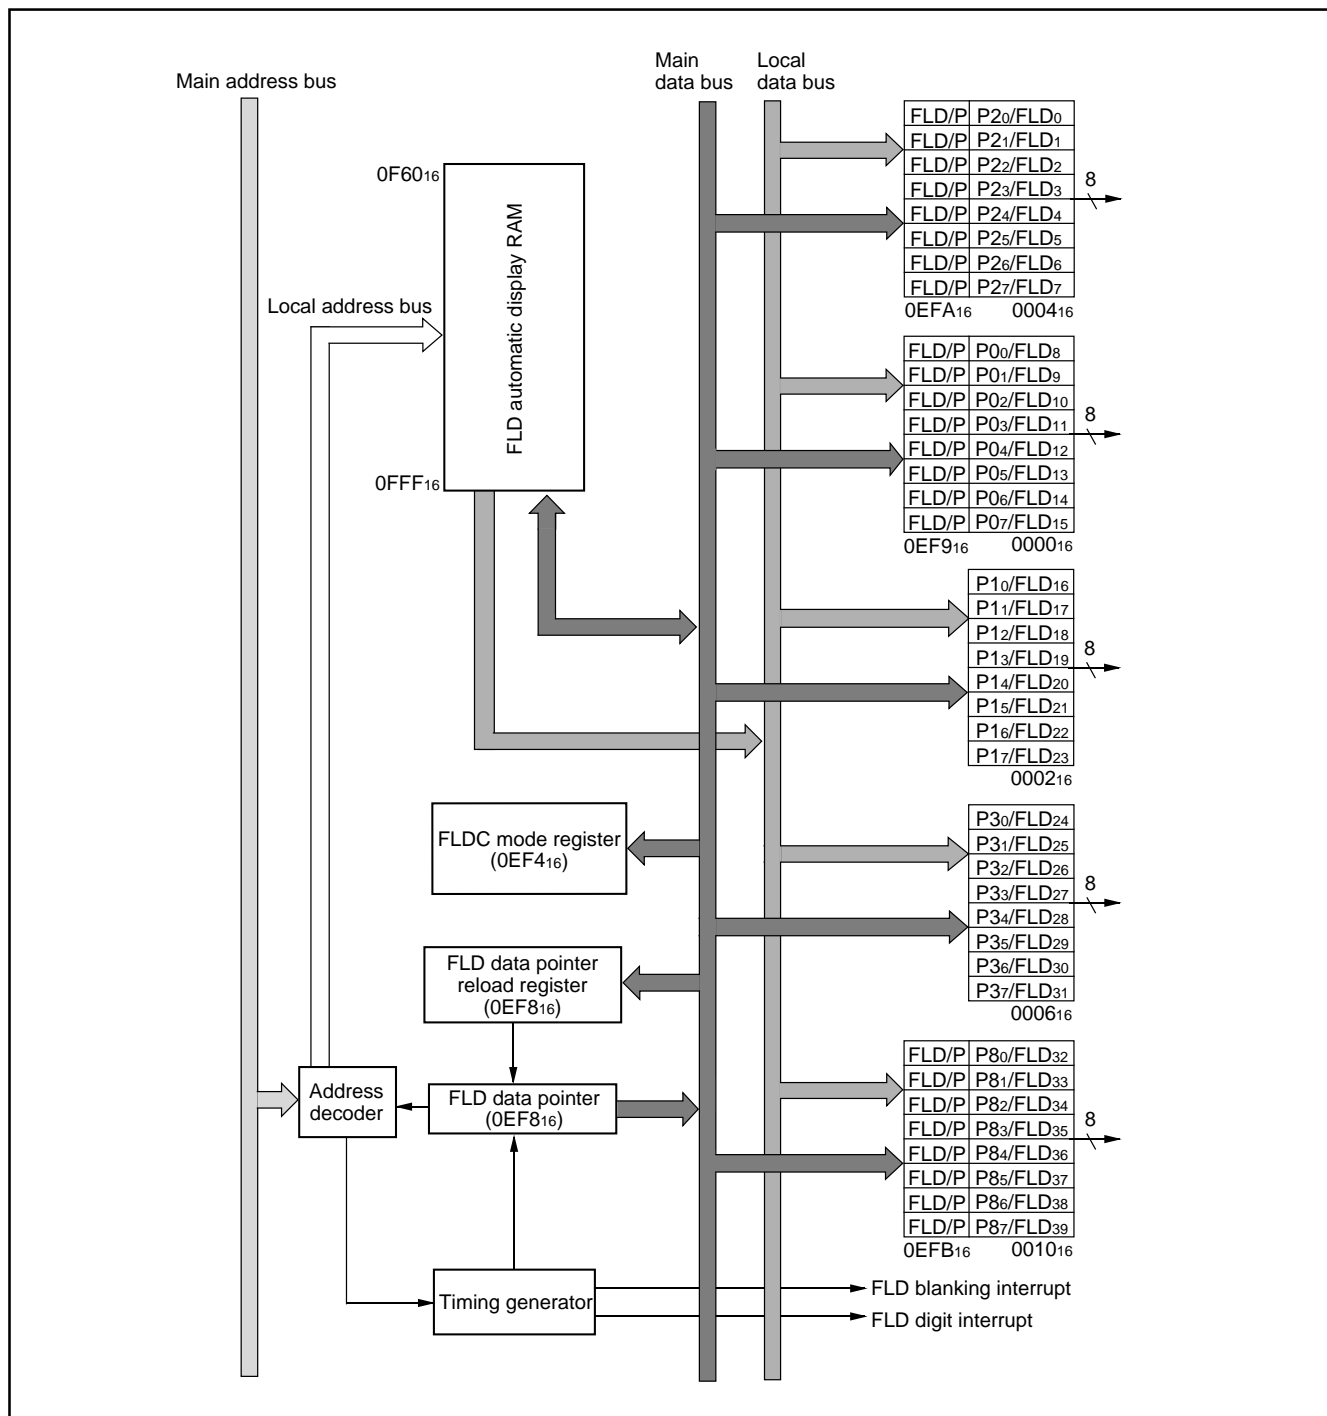 Main address bus
Main
data bus
Local
data bus
0F6016
FLD automatic display RAM
0FFF16
Local address bus
FLD/P P20/FLD0
FLD/P P21/FLD1
FLD/P P22/FLD2
FLD/P P23/FLD3
FLD/P P24/FLD4
FLD/P P25/FLD5
FLD/P P26/FLD6
FLD/P P27/FLD7
0EFA16 000416
8
FLD/P P00/FLD8
FLD/P P01/FLD9
FLD/P P02/FLD10
FLD/P P03/FLD11
FLD/P P04/FLD12
FLD/P P05/FLD13
FLD/P P06/FLD14
FLD/P P07/FLD15
0EF916 000016
8
P10/FLD16
P11/FLD17
P12/FLD18
P13/FLD19
P14/FLD20
P15/FLD21
P16/FLD22
P17/FLD23
000216
8
FLDC mode register
(0EF416)
P30/FLD24
P31/FLD25
P32/FLD26
P33/FLD27
P34/FLD28
P35/FLD29
P36/FLD30
P37/FLD31
000616
8
FLD data pointer
reload register
(0EF816)
Address
decoder
FLD data pointer
(0EF816)
FLD/P P80/FLD32
FLD/P P81/FLD33
FLD/P P82/FLD34
FLD/P P83/FLD35
FLD/P P84/FLD36
FLD/P P85/FLD37
FLD/P P86/FLD38
FLD/P P87/FLD39
0EFB16 001016
8
Timing generator
FLD blanking interrupt
FLD digit interrupt